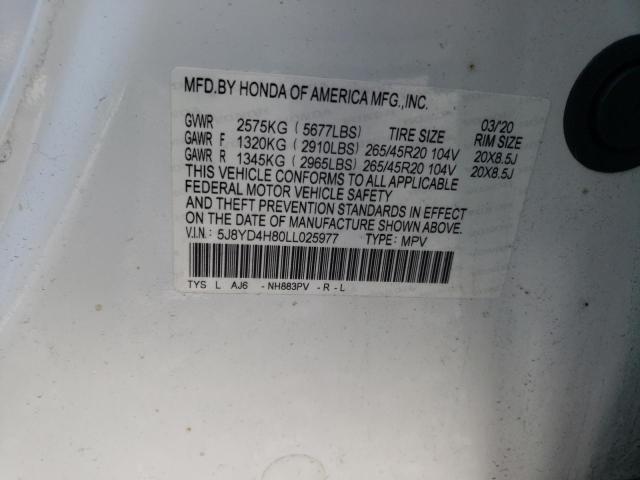 MFD.BY HONDA OF AMERICA MFG.,INC.
GVWR 2575KG (5677LBS) TIRE SIZE 03/'20 RIM SIZE
GAWR F 1320KG (2910LBS) 265/45R20 104V 20X8.5J
GAWR R 1345KG (2965LBS) 265/45R20 104V 20X8.5J
THIS VEHICLE CONFORMS TO ALL APPLICABLE
FEDERAL MOTOR VEHICLE SAFETY
AND THEFT PREVENTION STANDARDS IN EFFECT
ON THE DATE OF MANUFACTURE SHOWN ABOVE.
V.I.N.: 5J8YD4H80LL025977 TYPE: MPV
TYS L AJ6 -NH883PV -R-L